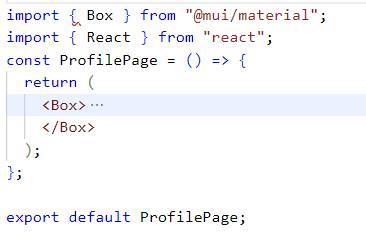 import { Box } from "@mui/material";
import { React } from "react";
const ProfilePage = () => {
return (
<Box>···
</Box>
);
};
export default ProfilePage;